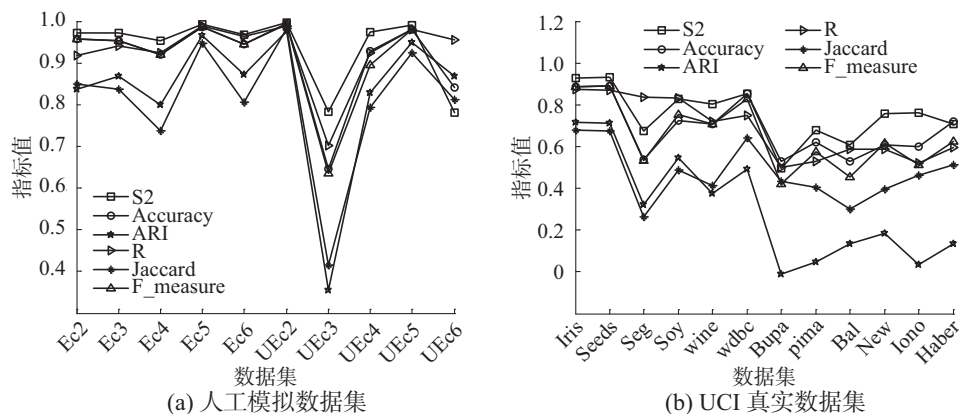 1.0
0.9
0.8
0.7
0.6
0.5
0.4
指标值
S2
Accuracy
ARI
R
Jaccard
F_measure
Ec2
Ec3
Ec4
Ec5
Ec6
UEc2
UEc3
UEc4
UEc5
UEc6
数据集
(a) 人工模拟数据集
1.2
1.0
0.8
0.6
0.4
0.2
0
指标值
S2
Accuracy
ARI
R
Jaccard
F_measure
Iris
Seeds
Seg
Soy
wine
wdbc
Bupa
pima
Bal
New
Iono
Haber
数据集
(b) UCI 真实数据集